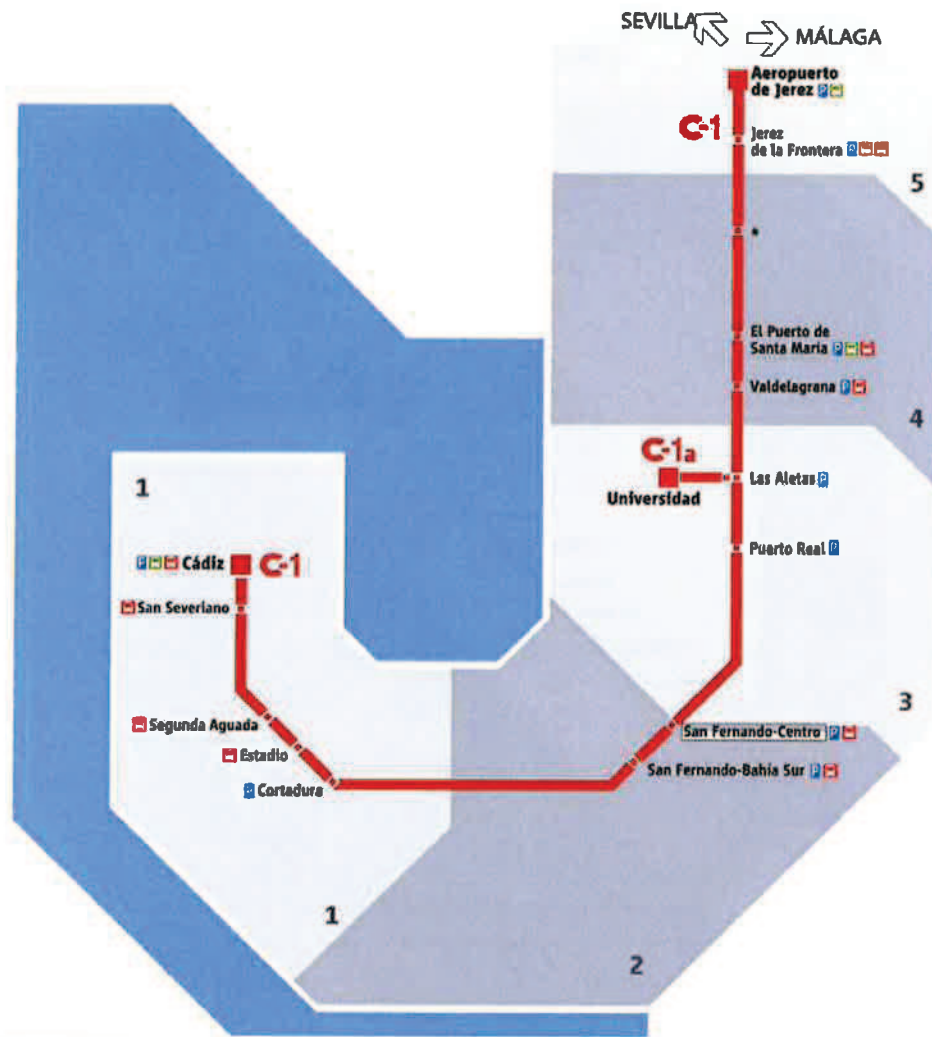 SEVILLA
MÁLAGA
Aeropuerto
de Jerez P
C-1
Jerez
de la Frontera P
5
*
El Puerto de
Santa María P
Valdelagrana P
4
C-1a
Universidad
Las Aletas P
Puerto Real P
1
P Cádiz C-1
San Severiano
3
Segunda Aguada
San Fernando-Centro P
Estadio
San Fernando-Bahía Sur P
P Cortadura
1
2